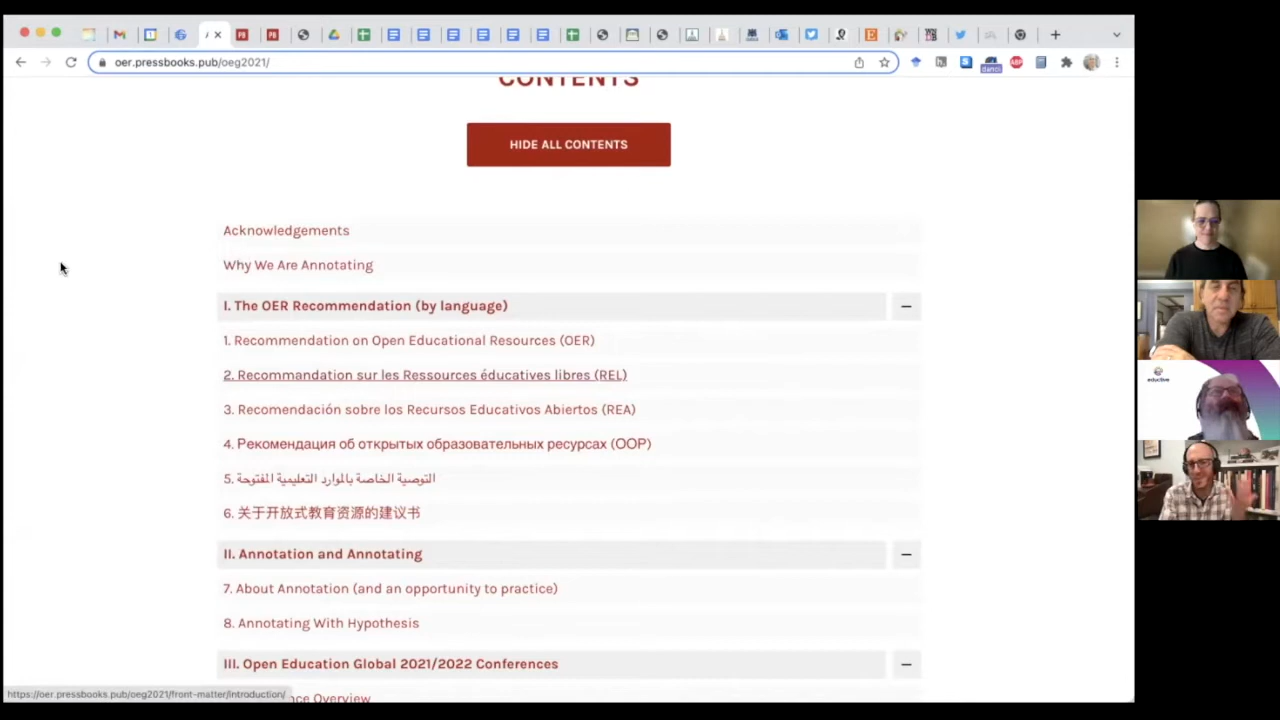 oer.pressbooks.pub/oeg2021/
ABP
CONTENTS
HIDE ALL CONTENTS
Acknowledgements
Why We Are Annotating
I. The OER Recommendation (by language)
1. Recommendation on Open Educational Resources (OER)
2. Recommandation sur les Ressources éducatives libres (REL)
3. Recomendación sobre los Recursos Educativos Abiertos (REA)
4. Рекомендация об открытых образовательных ресурсах (ООР)
5. التوصية الخاصة بالموارد التعليمية المفتوحة
6. 关于开放式教育资源的建议书
II. Annotation and Annotating
7. About Annotation (and an opportunity to practice)
8. Annotating With Hypothesis
III. Open Education Global 2021/2022 Conferences
nce Overview
https://oer.pressbooks.pub/oeg2021/front-matter/introduction/
eductive